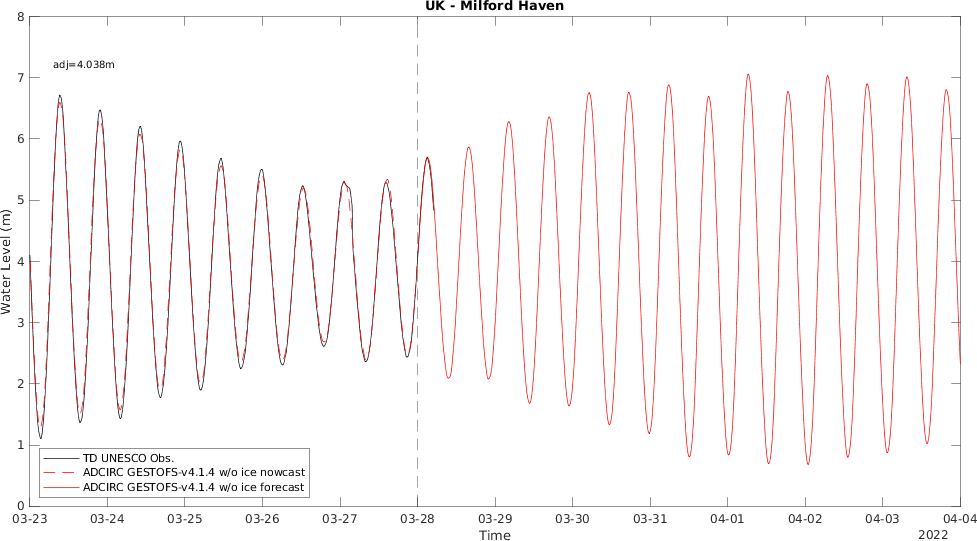 UK - Milford Haven
8
adj=4.038m
7
6
5
4
3
2
1
0
Water Level (m)
TD UNESCO Obs.
ADCIRC GESTOFS-v4.1.4 w/o ice nowcast
ADCIRC GESTOFS-v4.1.4 w/o ice forecast
03-23 03-24 03-25 03-26 03-27 03-28 03-29 03-30 03-31 04-01 04-02 04-03 04-04
Time
2022